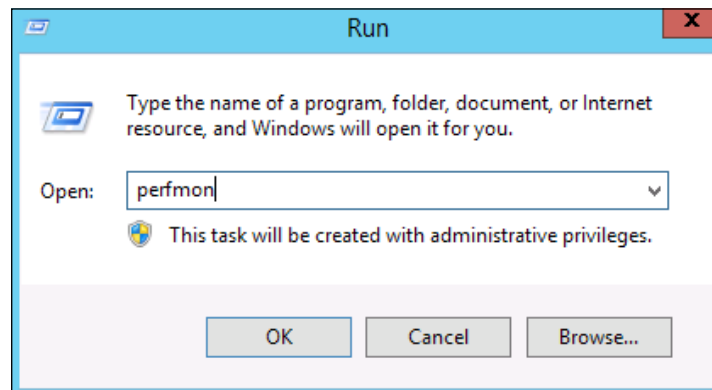 Run
X
Type the name of a program, folder, document, or Internet
resource, and Windows will open it for you.
Open: perfmon
This task will be created with administrative privileges.
OK Cancel Browse...